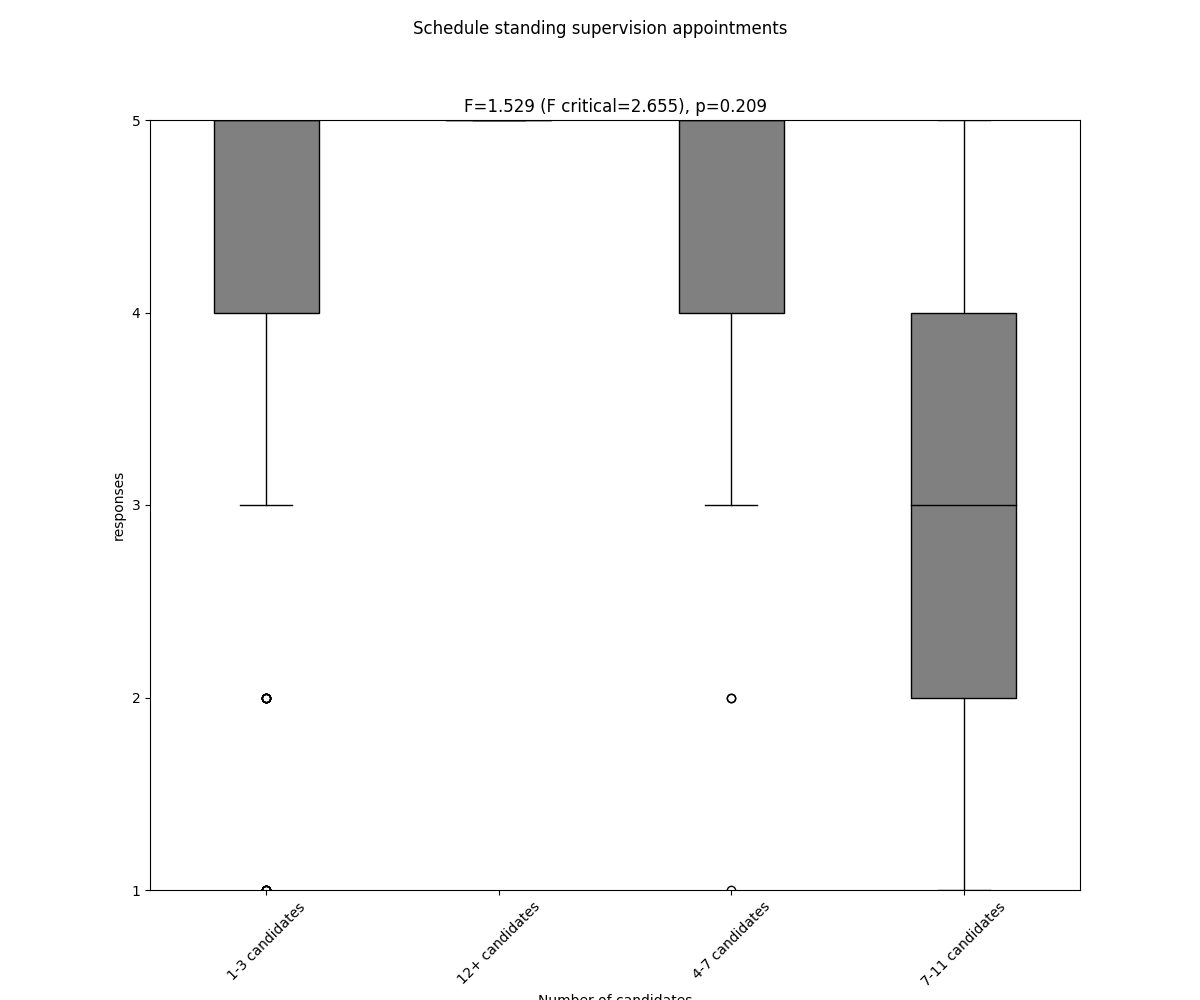 Schedule standing supervision appointments
F=1.529 (F critical=2.655), p=0.209
5
4
3
2
1
responses
1-3 candidates
12+ candidates
4-7 candidates
7-11 candidates
Number of candidates